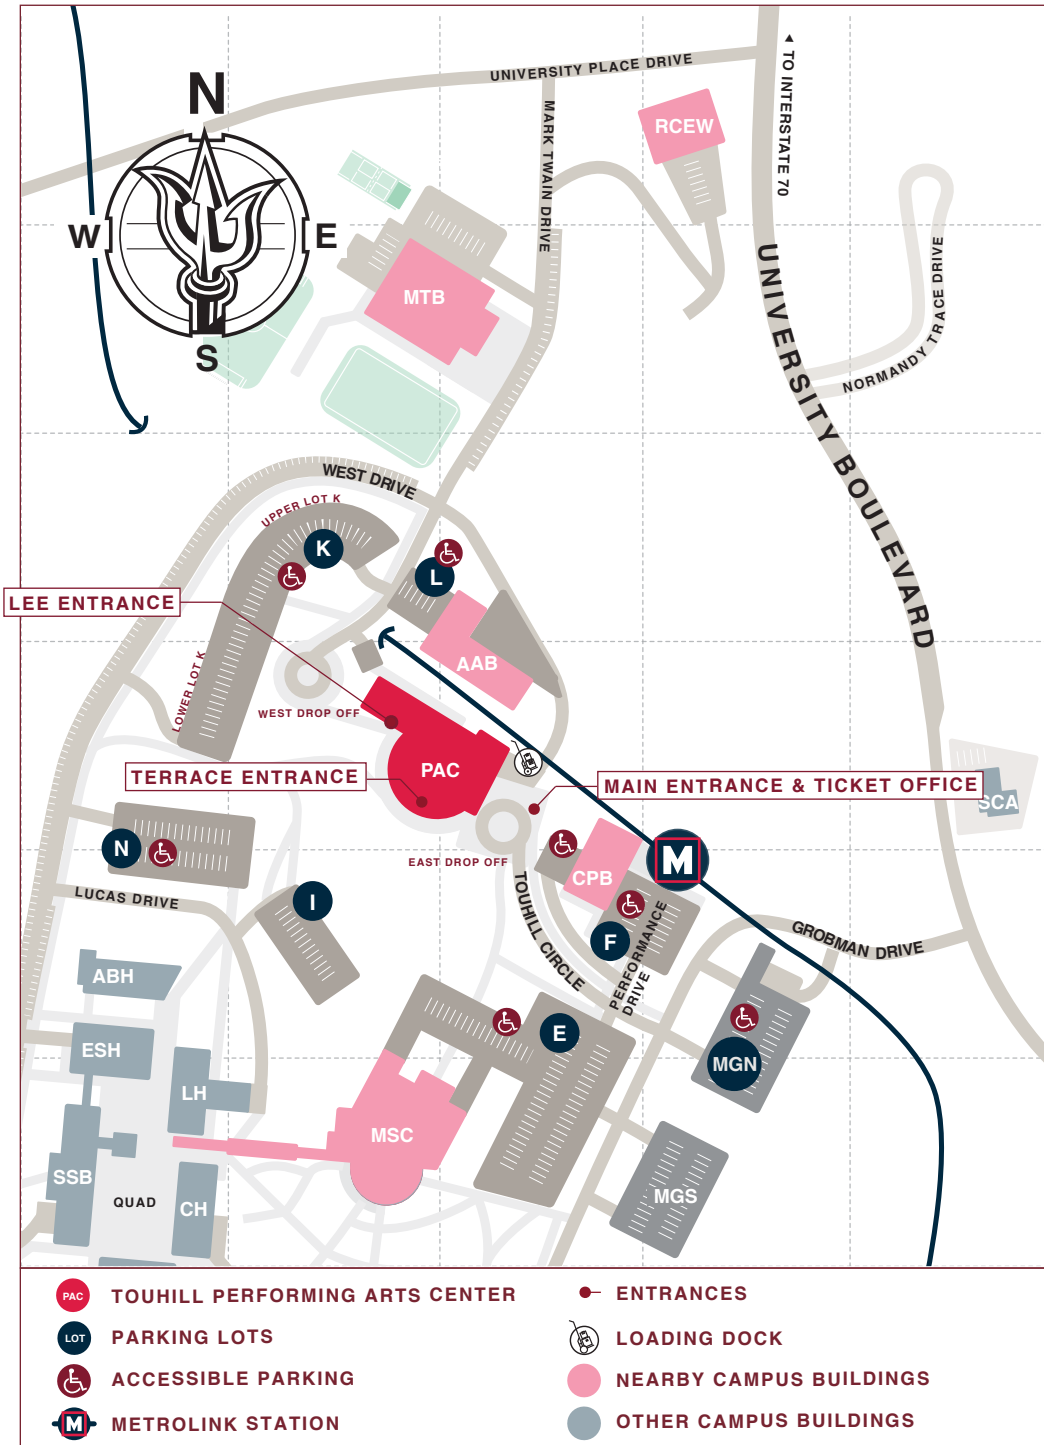 UNIVERSITY PLACE DRIVE
◄ TO INTERSTATE 70
N
MARK TWAIN DRIVE
RCEW
W
E
MTB
S
NORMANDY TRACE DRIVE
UNIVERSITY BOULEVARD
WEST DRIVE
UPPER LOT K
K
L
LEE ENTRANCE
AAB
LOWER LOT K
WEST DROP OFF
PAC
TERRACE ENTRANCE
MAIN ENTRANCE & TICKET OFFICE
SCA
N
EAST DROP OFF
CPB
M
LUCAS DRIVE
I
TOUHILL CIRCLE
F
PERFORMANCE
DRIVE
GROBMAN DRIVE
ABH
E
ESH
MGN
LH
MSC
SSB
QUAD
CH
MGS
PAC
TOUHILL PERFORMING ARTS CENTER
LOT
PARKING LOTS
ACCESSIBLE PARKING
M
METROLINK STATION
ENTRANCES
LOADING DOCK
NEARBY CAMPUS BUILDINGS
OTHER CAMPUS BUILDINGS